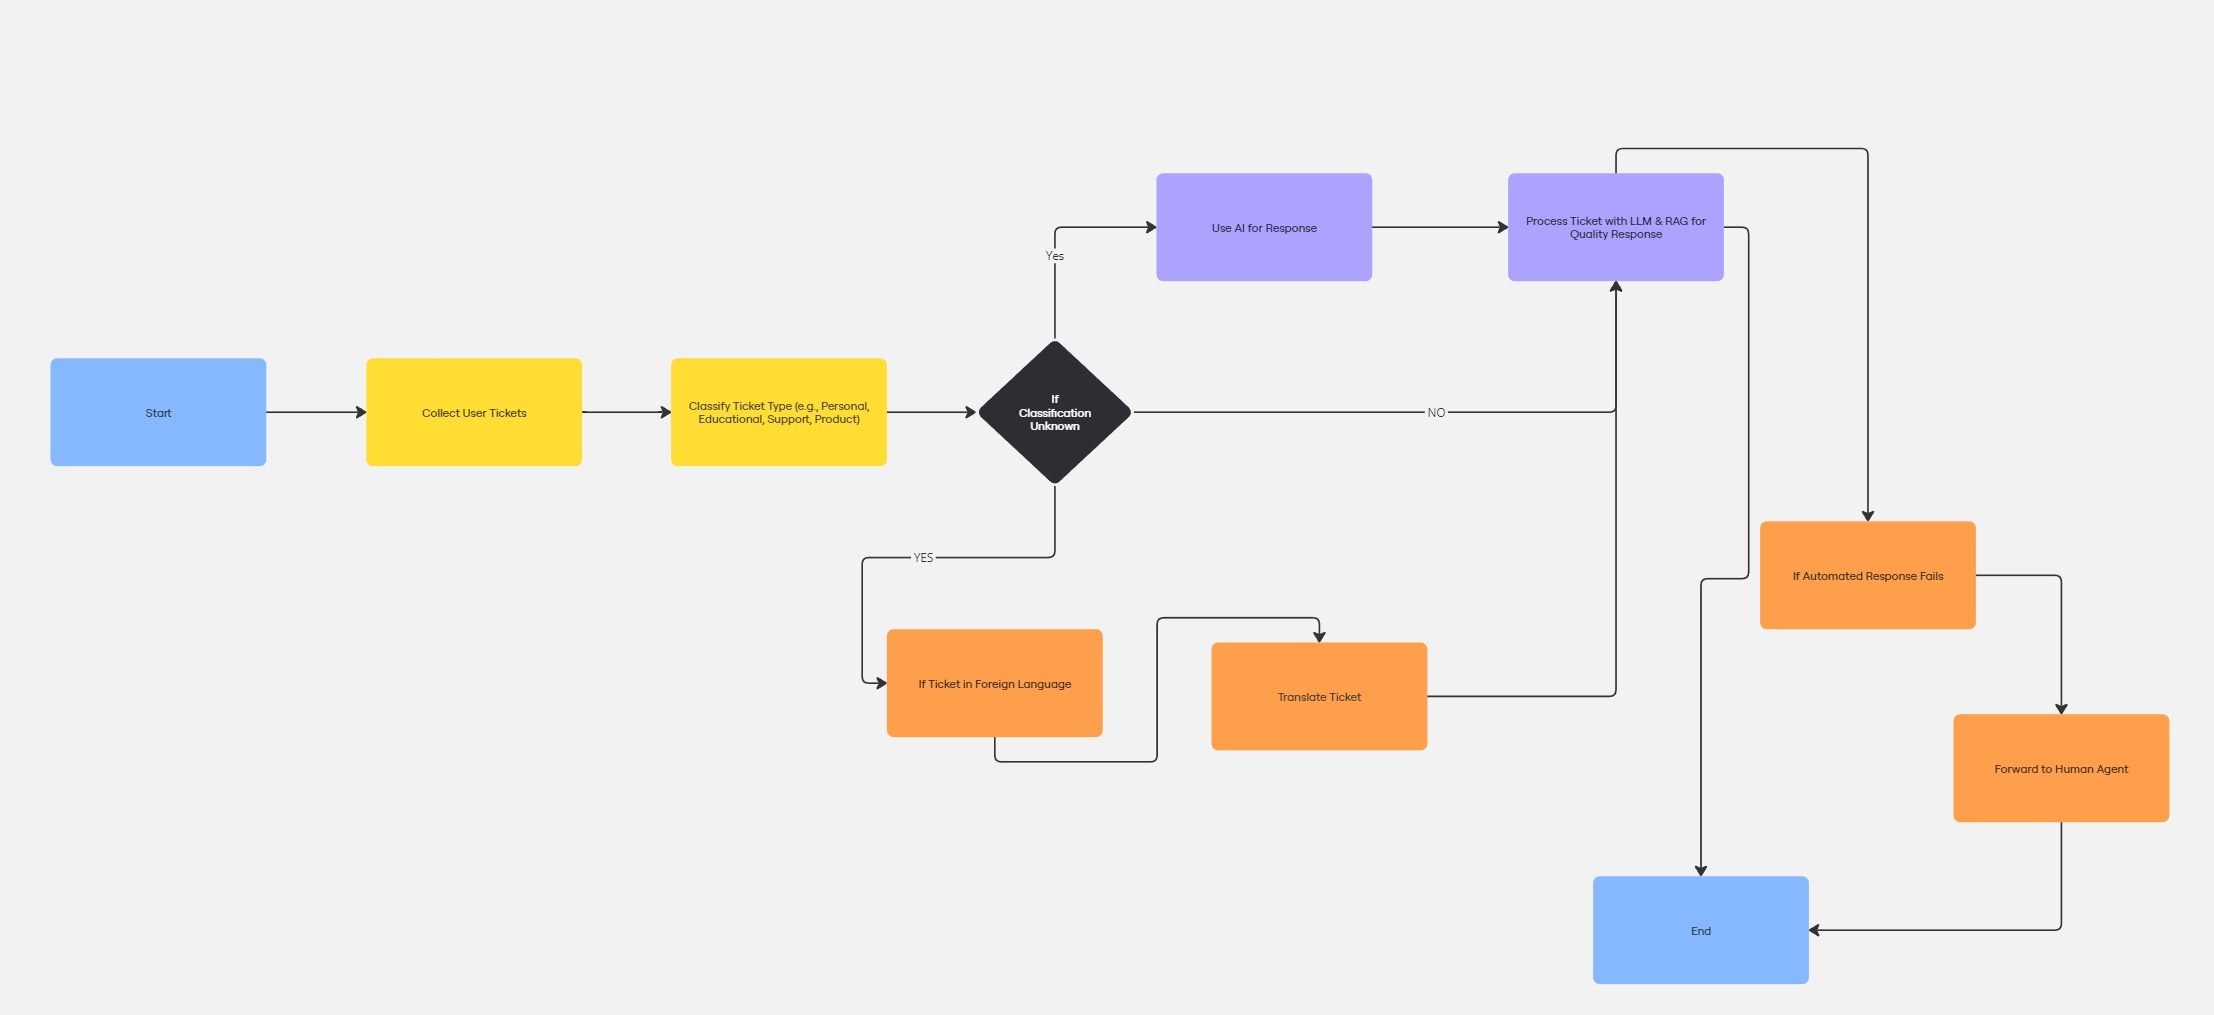 Yes
Use AI for Response
Process Ticket with LLM & RAG for
Quality Response
Start
Collect User Tickets
Classify Ticket Type (e.g., Personal,
Educational, Support, Product)
If
Classification
Unknown
NO
YES
If Ticket in Foreign Language
Translate Ticket
If Automated Response Fails
Forward to Human Agent
End